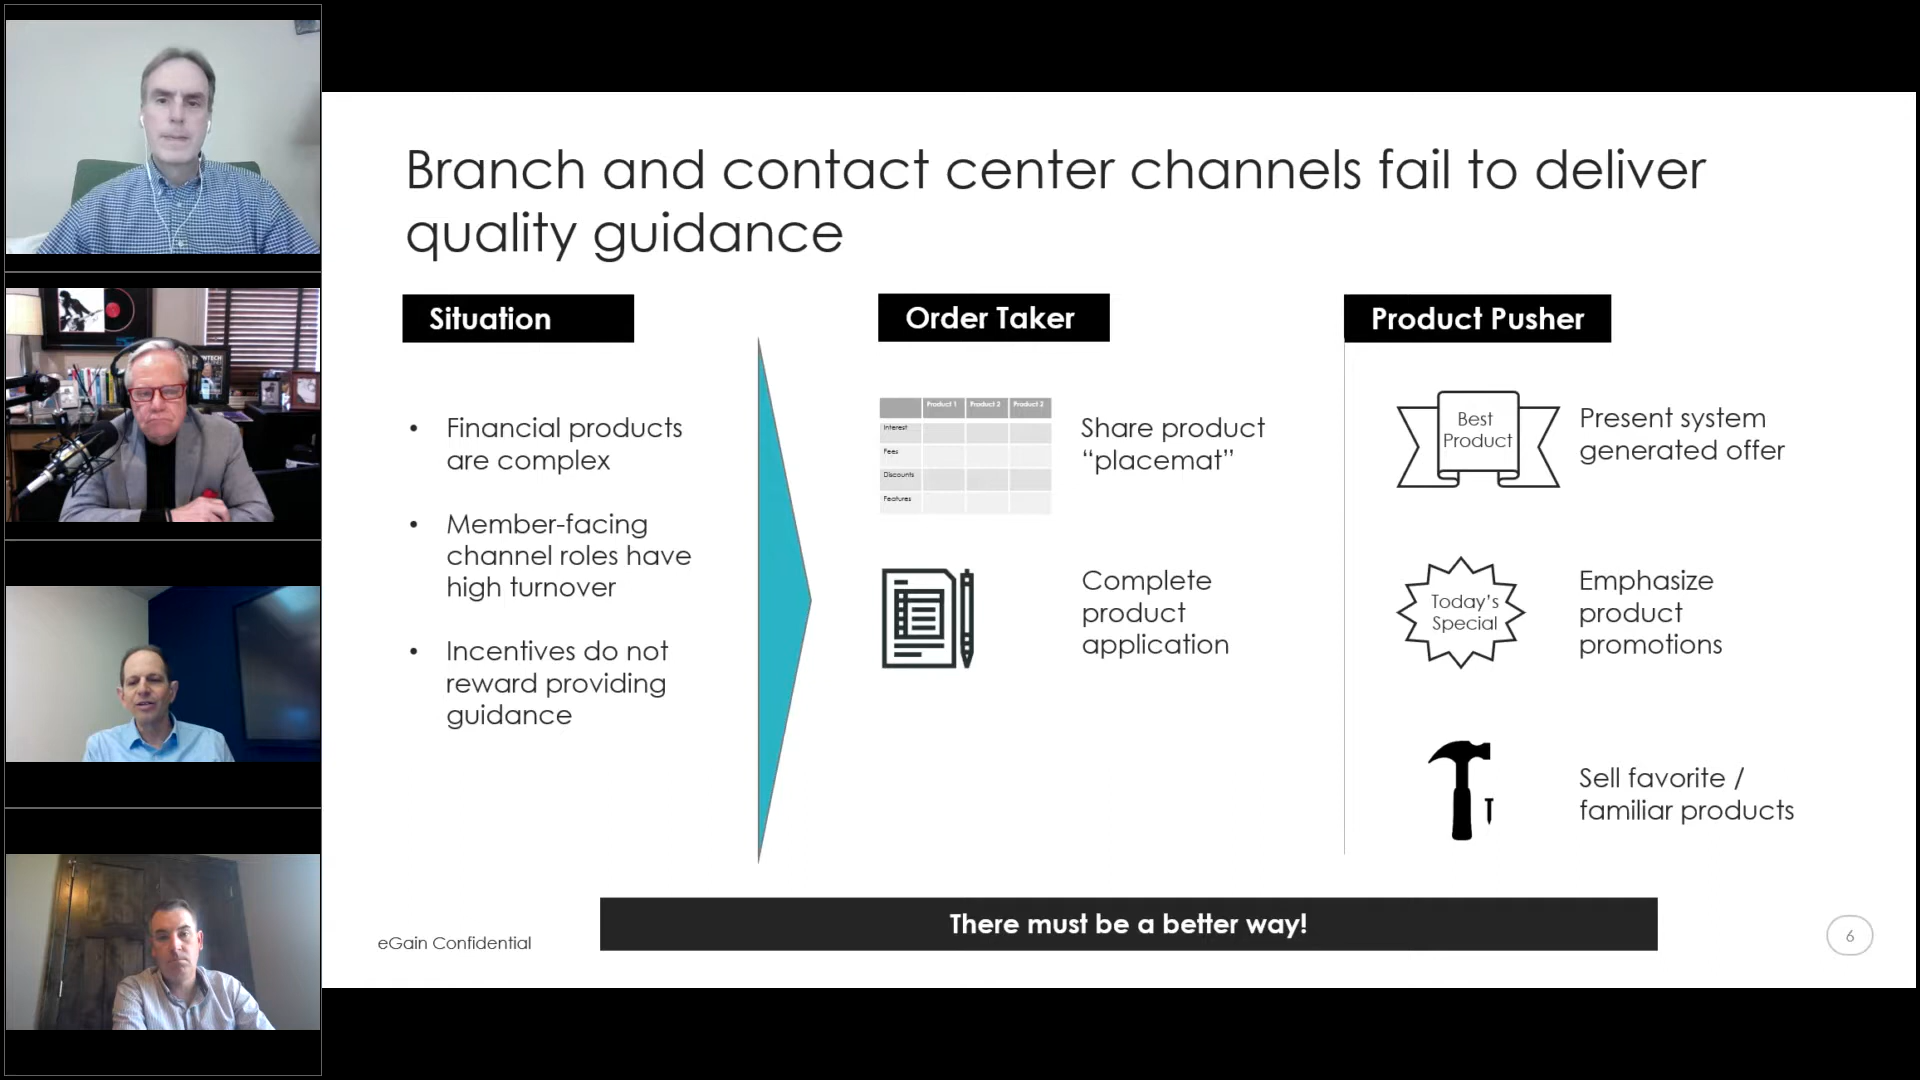 Branch and contact center channels fail to deliver
quality guidance
Situation
• Financial products
are complex
• Member-facing
channel roles have
high turnover
• Incentives do not
reward providing
guidance
Order Taker
Product 1 Product 2 Product 3
Interest
Fees
Discounts
Features
Share product
“placemat”
Complete
product
application
Product Pusher
Best
Product
Present system
generated offer
Today’s
Special
Emphasize
product
promotions
Sell favorite /
familiar products
There must be a better way!
eGain Confidential
6